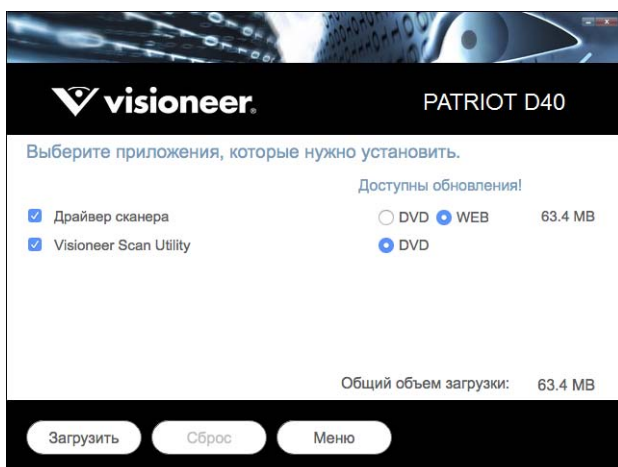 visioneer®
PATRIOT D40
Выберите приложения, которые нужно установить.
Доступны обновления!
Драйвер сканера DVD WEB 63.4 MB
Visioneer Scan Utility DVD
Общий объем загрузки: 63.4 MB
Загрузить Сброс Меню